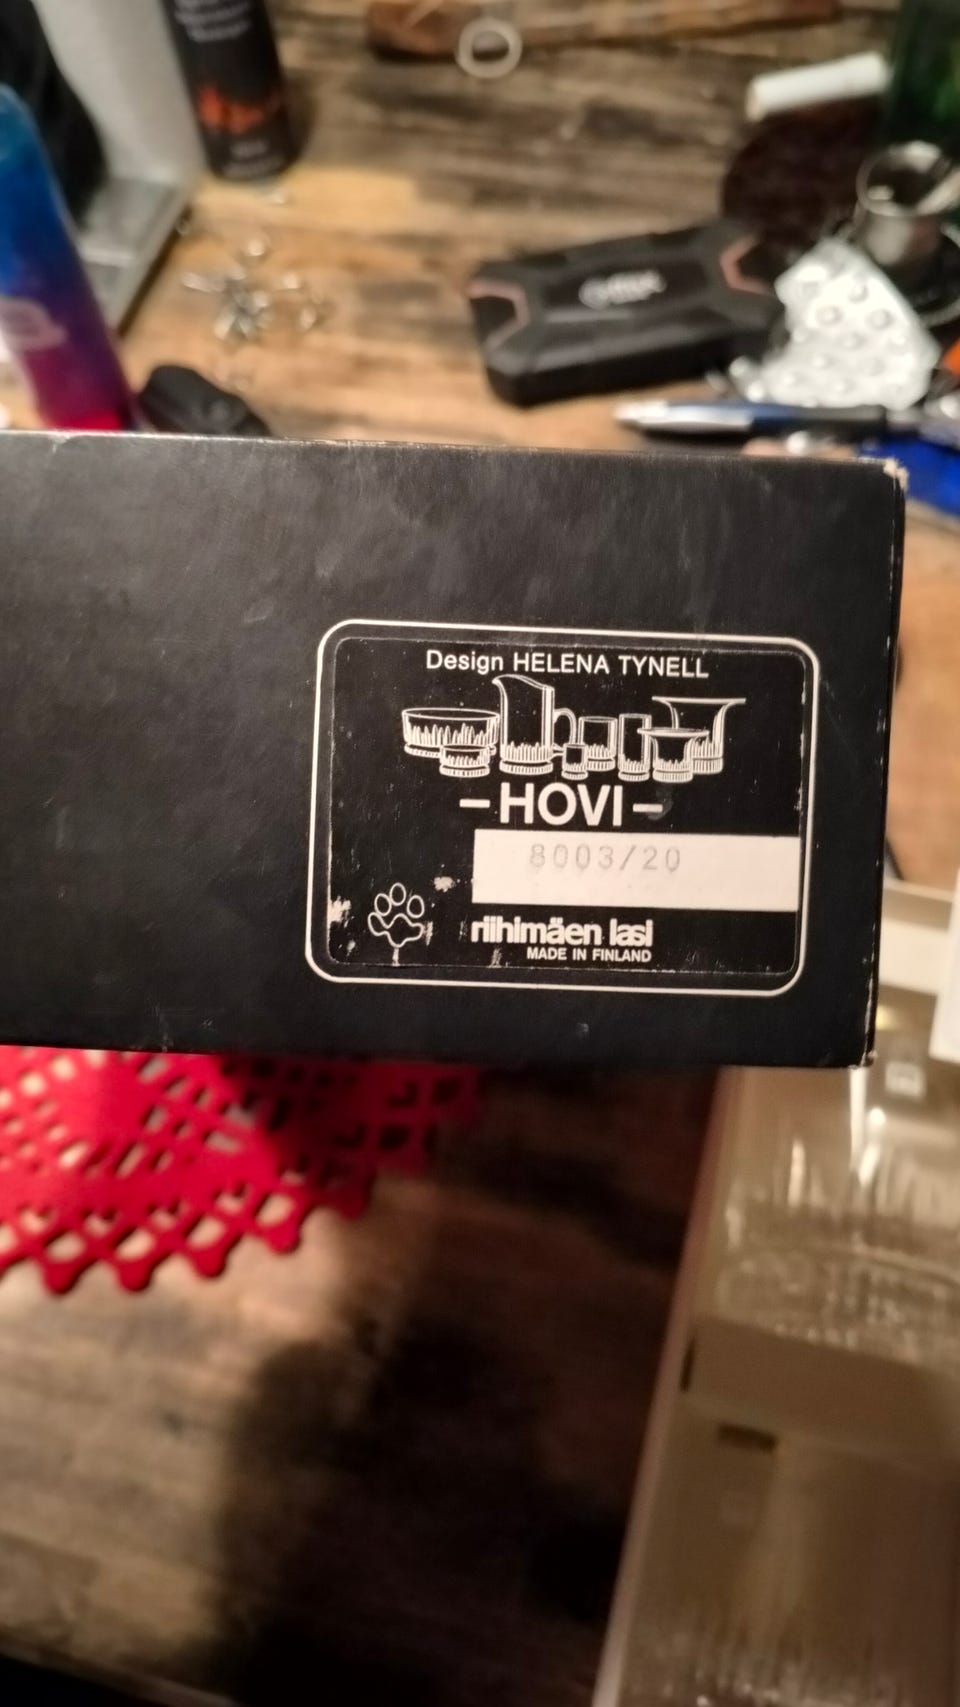 Design HELENA TYNELL
-HOVI-
8003/20
riihimäen lasi
MADE IN FINLAND